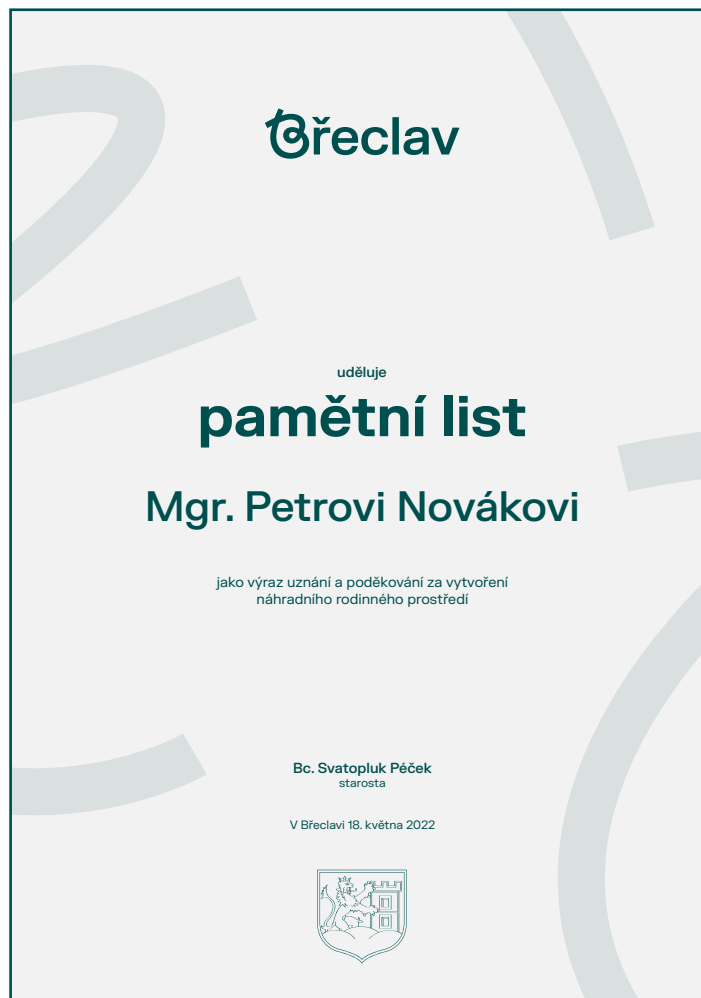 Břeclav
uděluje
pamětní list
Mgr. Petrovi Novákovi
jako výraz uznání a poděkování za vytvoření
náhradního rodinného prostředí
Bc. Svatopluk Péček
starosta
V Břeclavi 18. května 2022